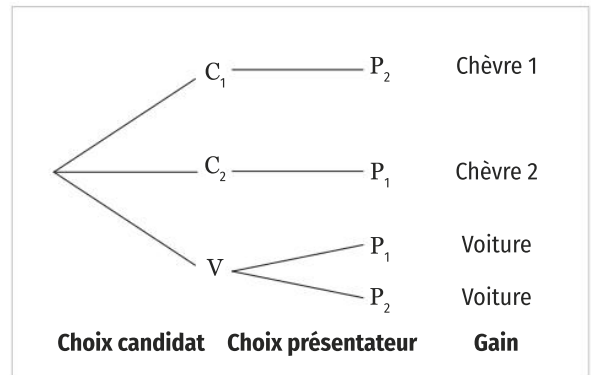 C₁ P₂ Chèvre 1
C₂ P₁ Chèvre 2
P₁ Voiture
V
P₂ Voiture
Choix candidat Choix présentateur Gain